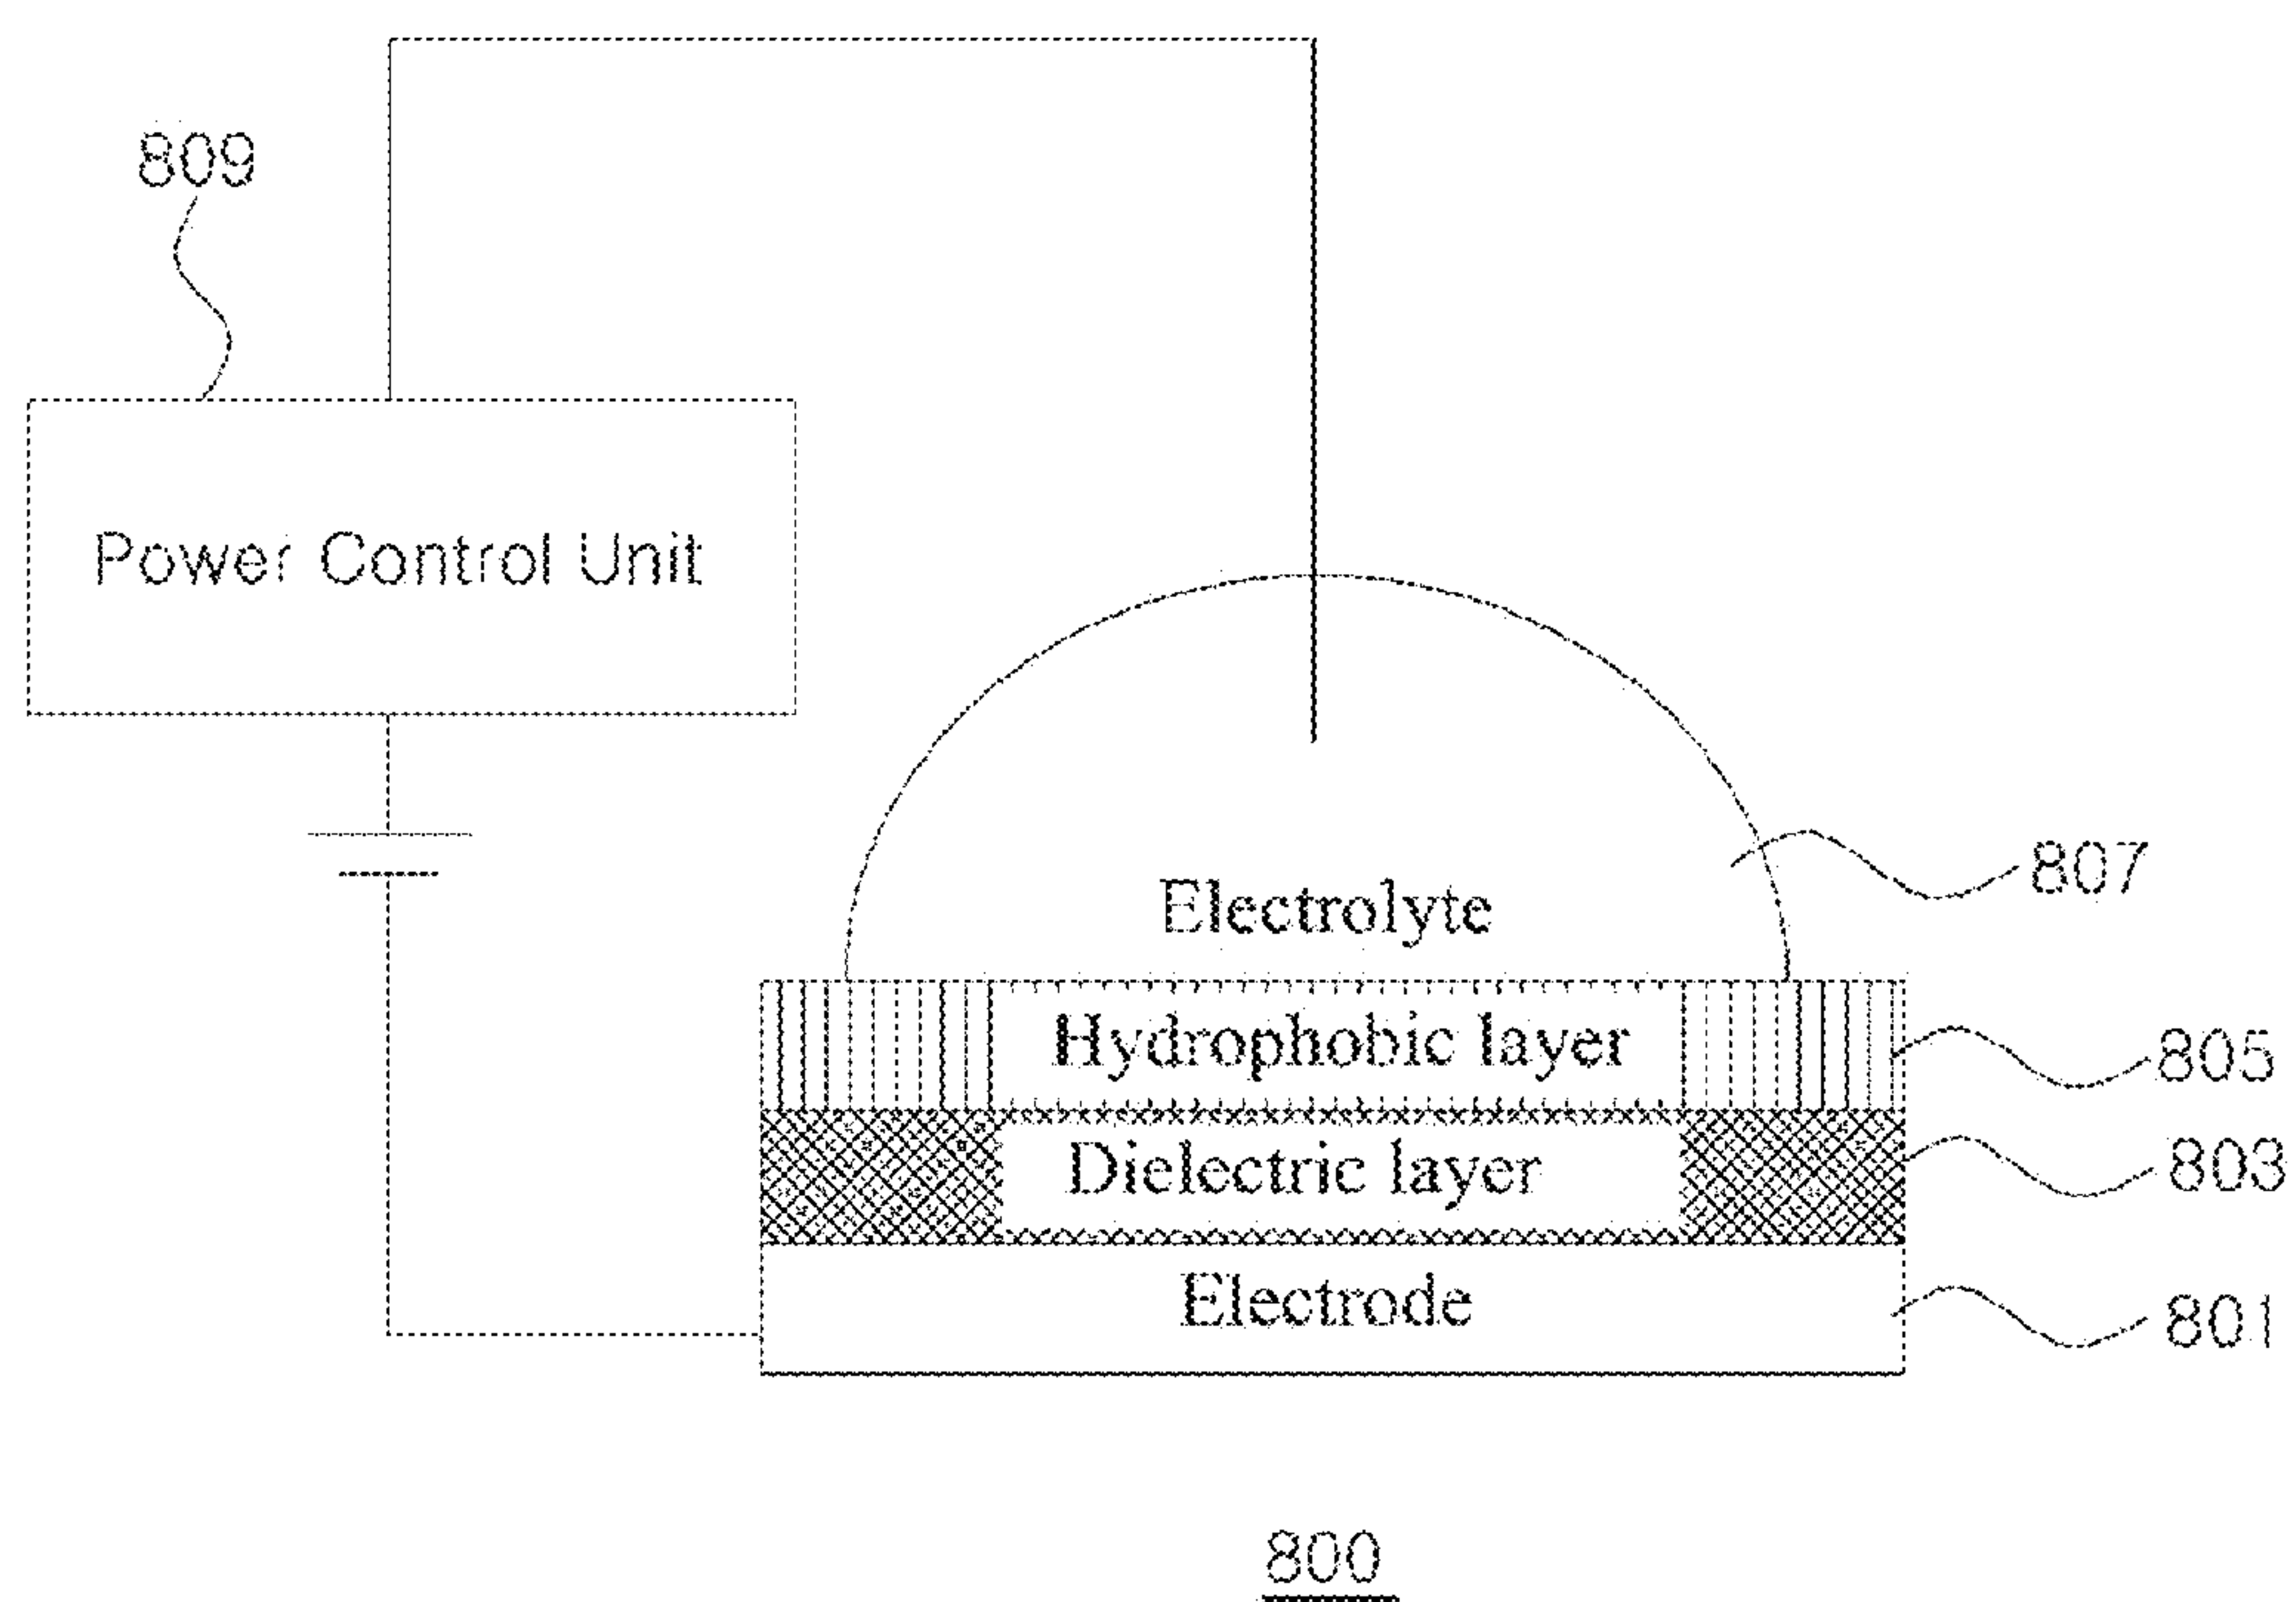 809
Power Control Unit
807
Electrolyte
Hydrophobic layer
805
Dielectric layer
803
Electrode
801
800